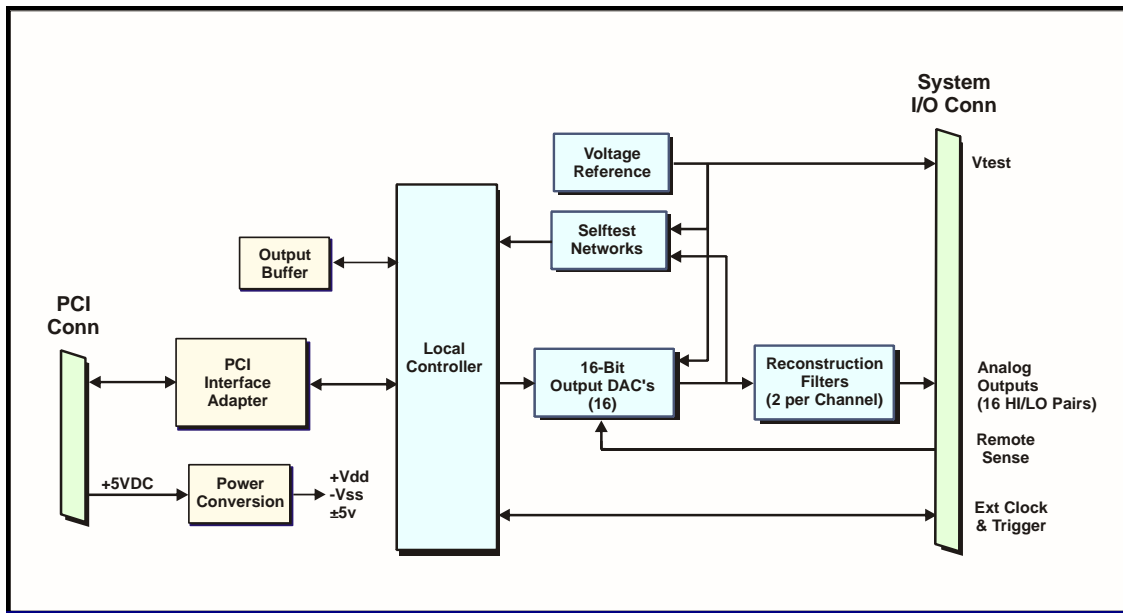 System
I/O Conn
Voltage
Reference
Vtest
Selftest
Networks
Output
Buffer
PCI
Conn
PCI
Interface
Adapter
Local
Controller
16-Bit
Output DAC's
(16)
Reconstruction
Filters
(2 per Channel)
Analog
Outputs
(16 HI/LO Pairs)
Remote
Sense
+5VDC
Power
Conversion
+Vdd
-Vss
±5v
Ext Clock
& Trigger